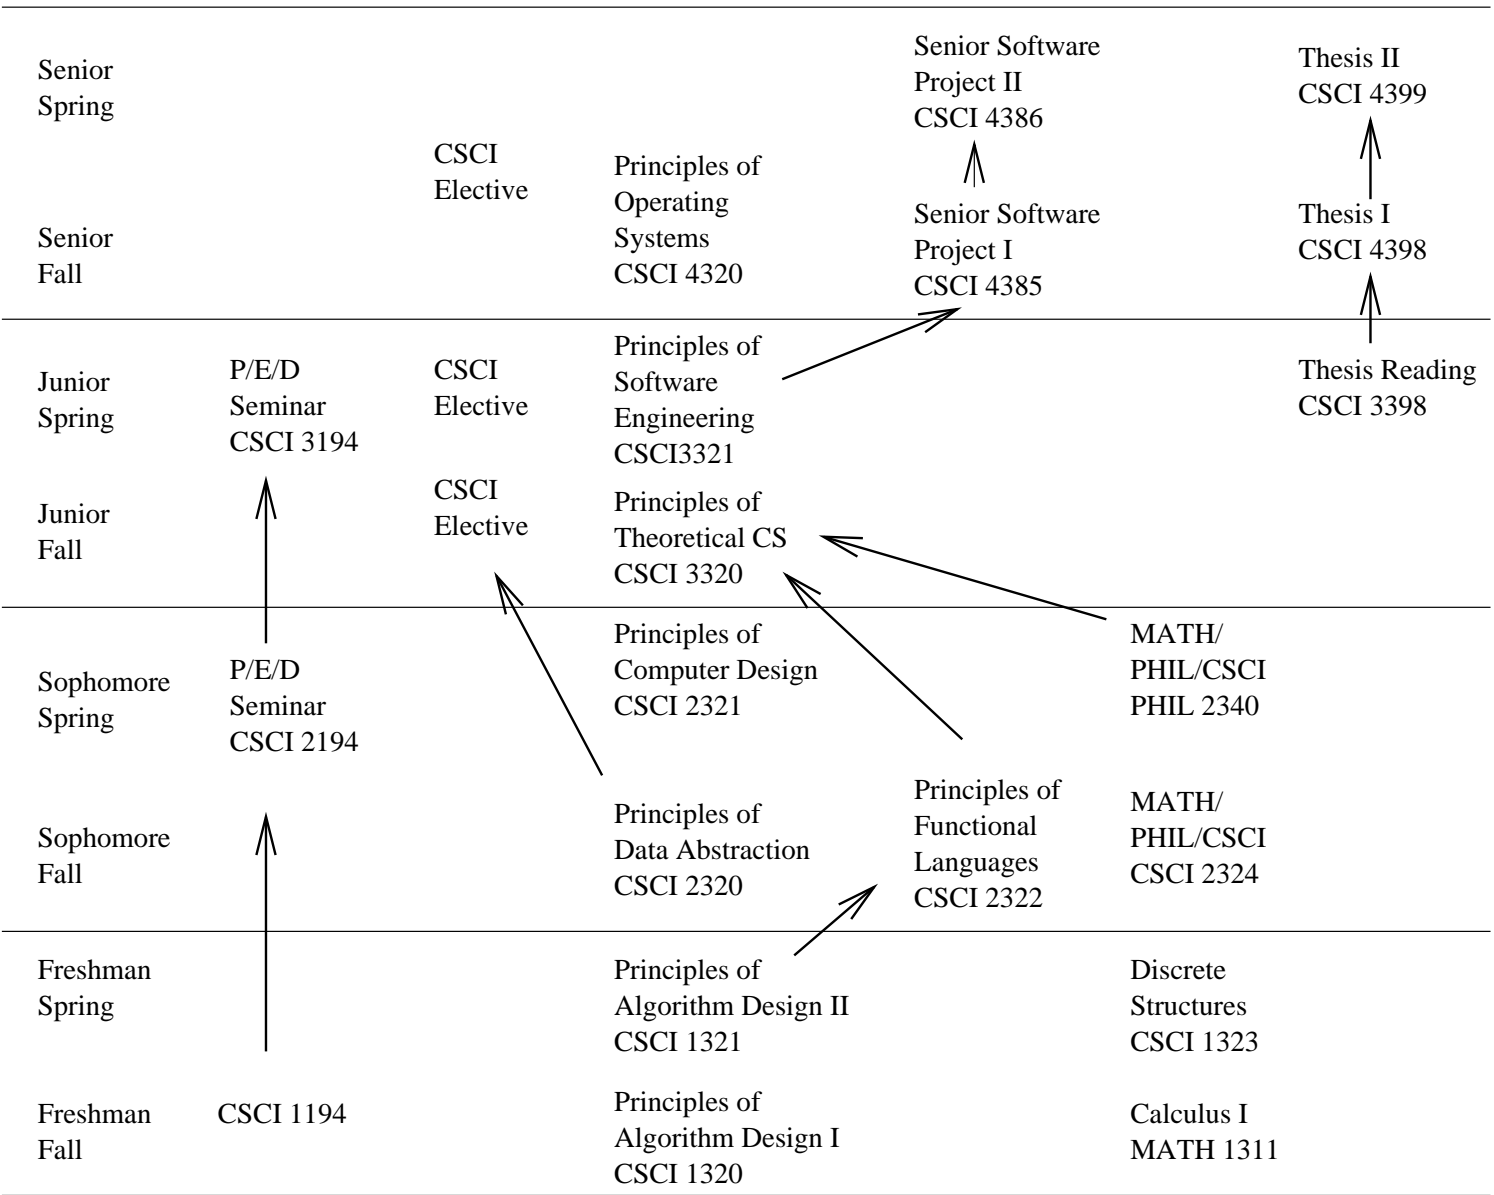 Senior
Spring
Senior Software
Project II
CSCI 4386
Thesis II
CSCI 4399
CSCI
Elective
Principles of
Operating
Systems
CSCI 4320
Senior
Fall
Senior Software
Project I
CSCI 4385
Thesis I
CSCI 4398
Junior
Spring
P/E/D
Seminar
CSCI 3194
CSCI
Elective
Principles of
Software
Engineering
CSCI3321
Thesis Reading
CSCI 3398
Junior
Fall
CSCI
Elective
Principles of
Theoretical CS
CSCI 3320
Sophomore
Spring
P/E/D
Seminar
CSCI 2194
Principles of
Computer Design
CSCI 2321
MATH/
PHIL/CSCI
PHIL 2340
Sophomore
Fall
Principles of
Data Abstraction
CSCI 2320
Principles of
Functional
Languages
CSCI 2322
MATH/
PHIL/CSCI
CSCI 2324
Freshman
Spring
Principles of
Algorithm Design II
CSCI 1321
Discrete
Structures
CSCI 1323
Freshman
Fall
CSCI 1194
Principles of
Algorithm Design I
CSCI 1320
Calculus I
MATH 1311